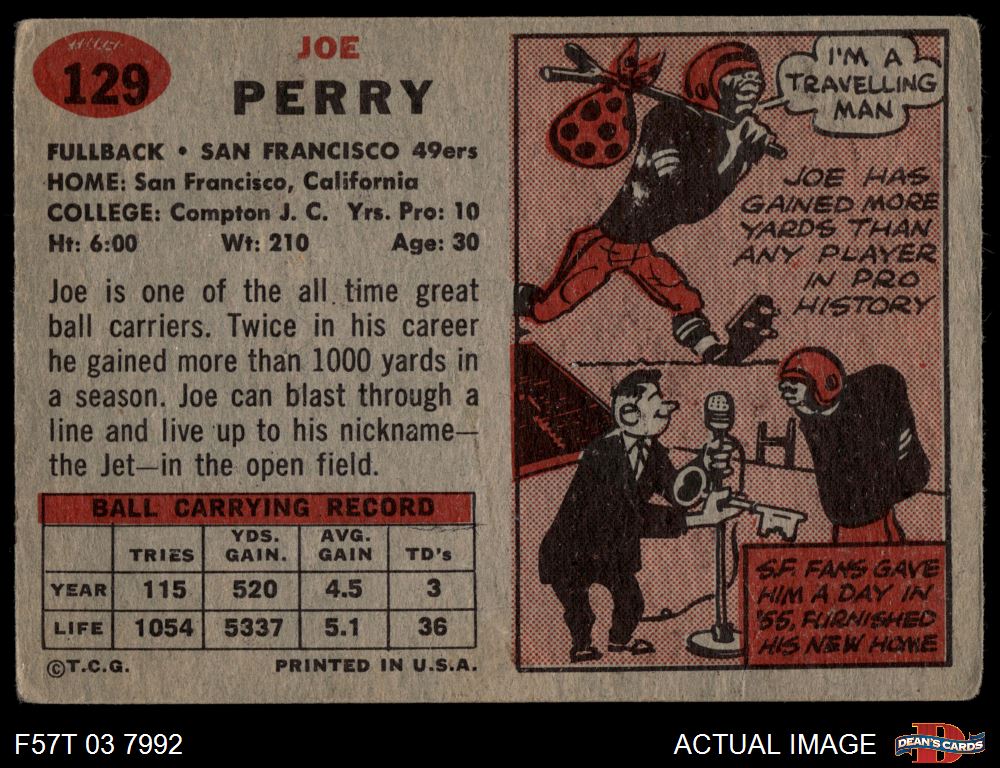 129
JOE
PERRY
FULLBACK • SAN FRANCISCO 49ers
HOME: San Francisco, California
COLLEGE: Compton J. C. Yrs. Pro: 10
Ht: 6:00 Wt: 210 Age: 30
Joe is one of the all time great
ball carriers. Twice in his career
he gained more than 1000 yards in
a season. Joe can blast through a
line and live up to his nickname—
the Jet—in the open field.
BALL CARRYING RECORD
TRIES YDS. GAIN. AVG. GAIN TD's
YEAR 115 520 4.5 3
LIFE 1054 5337 5.1 36
©T.C.G. PRINTED IN U.S.A.
I'M A
TRAVELLING
MAN
JOE HAS
GAINED MORE
YARDS THAN
ANY PLAYER
IN PRO
HISTORY
S.F. FANS GAVE
HIM A DAY IN
'55, FURNISHED
HIS NEW HOME
F57T 03 7992
ACTUAL IMAGE
D
DEAN'S CARDS